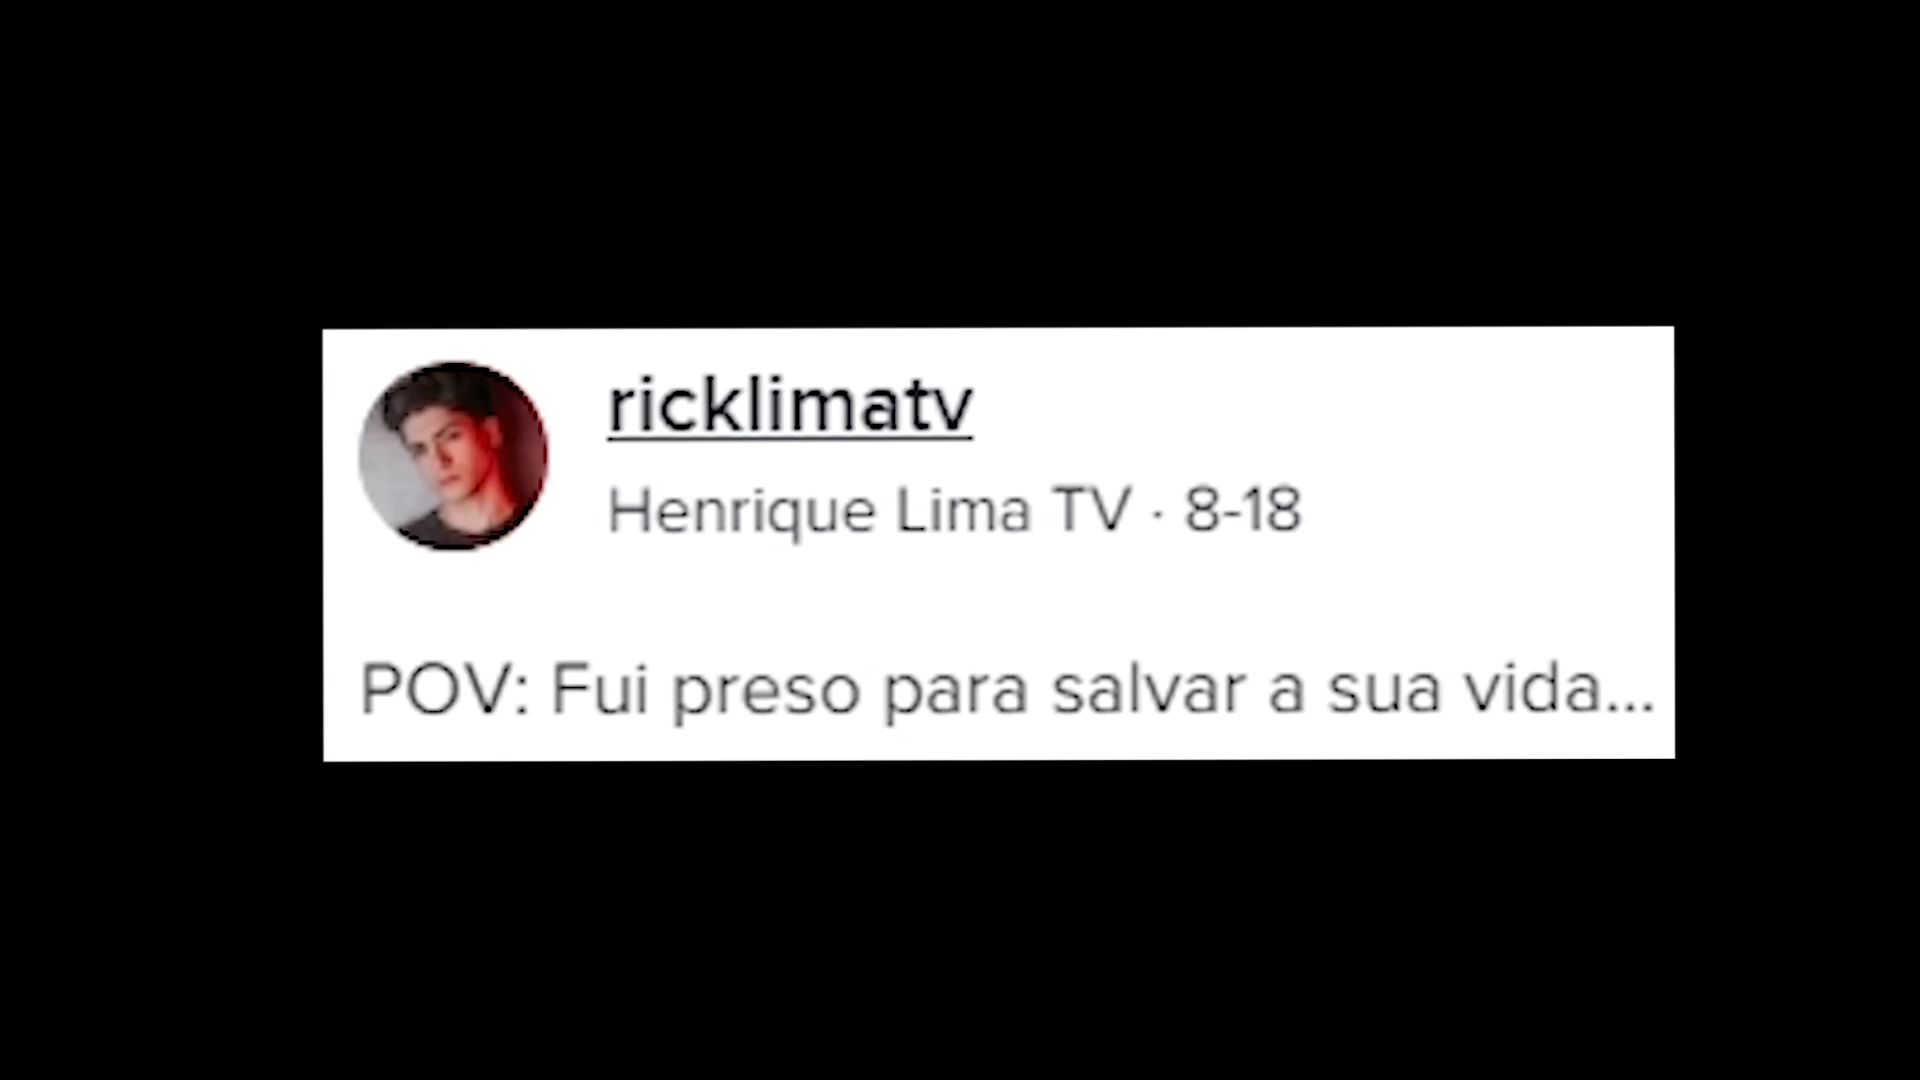 ricklimatv
Henrique Lima TV · 8-18
POV: Fui preso para salvar a sua vida...